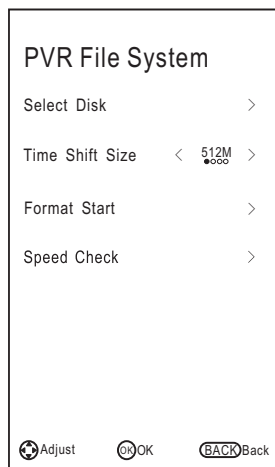 PVR File System
Select Disk >
Time Shift Size < 512M >
Format Start >
Speed Check >
Adjust OK OK BACK Back